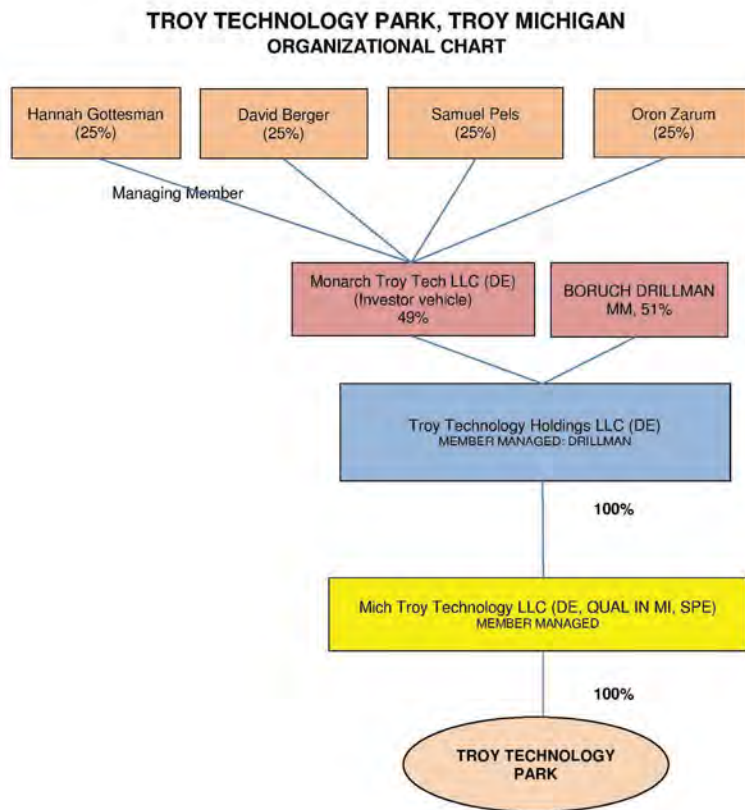 TROY TECHNOLOGY PARK, TROY MICHIGAN
ORGANIZATIONAL CHART
Hannah Gottesman
(25%)
David Berger
(25%)
Samuel Pels
(25%)
Oron Zarum
(25%)
Managing Member
Monarch Troy Tech LLC (DE)
(Investor vehicle)
49%
BORUCH DRILLMAN
MM, 51%
Troy Technology Holdings LLC (DE)
MEMBER MANAGED: DRILLMAN
100%
Mich Troy Technology LLC (DE, QUAL IN MI, SPE)
MEMBER MANAGED
100%
TROY TECHNOLOGY
PARK